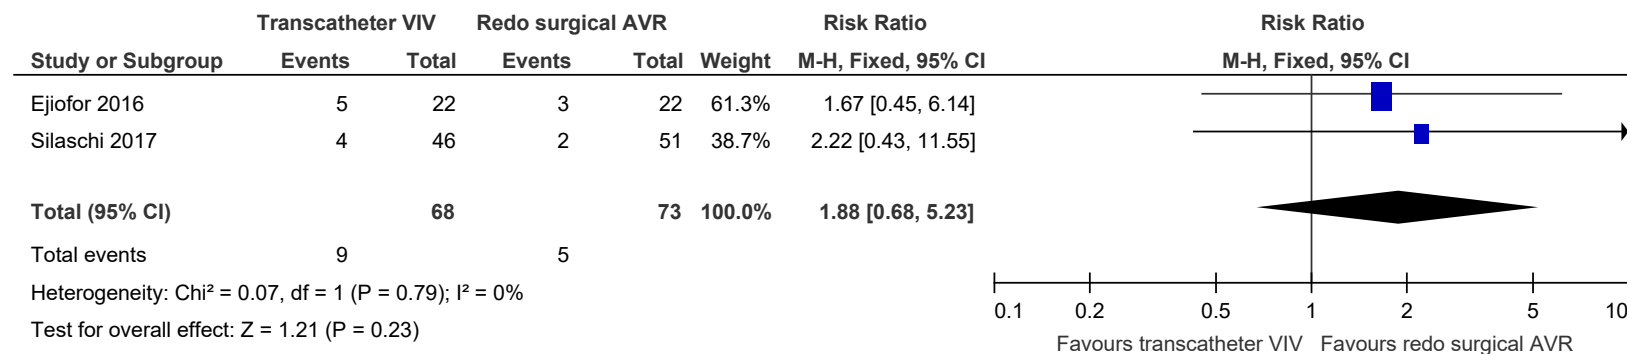 Transcatheter VIV Redo surgical AVR Risk Ratio Risk Ratio
Study or Subgroup Events Total Events Total Weight M-H, Fixed, 95% CI M-H, Fixed, 95% CI
Ejiofor 2016 5 22 3 22 61.3% 1.67 [0.45, 6.14]
Silaschi 2017 4 46 2 51 38.7% 2.22 [0.43, 11.55]
Total (95% CI) 68 73 100.0% 1.88 [0.68, 5.23]
Total events 9 5
Heterogeneity: Chi² = 0.07, df = 1 (P = 0.79); I² = 0%
Test for overall effect: Z = 1.21 (P = 0.23)
0.1 0.2 0.5 1 2 5 10
Favours transcatheter VIV Favours redo surgical AVR